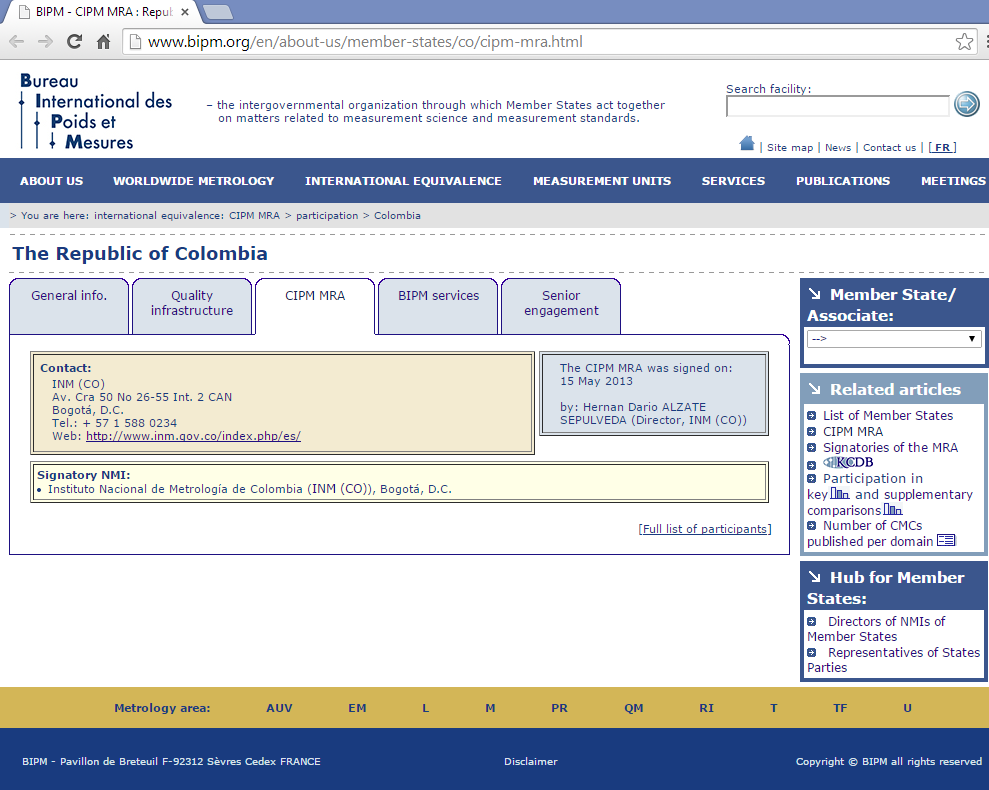 BIPM - CIPM MRA : Repub
www.bipm.org/en/about-us/member-states/co/cipm-mra.html
Bureau
International des
Poids et
Mesures
– the intergovernmental organization through which Member States act together
on matters related to measurement science and measurement standards.
Search facility:
| Site map | News | Contact us | [ FR ]
ABOUT US WORLDWIDE METROLOGY INTERNATIONAL EQUIVALENCE MEASUREMENT UNITS SERVICES PUBLICATIONS MEETINGS
> You are here: international equivalence: CIPM MRA > participation > Colombia
The Republic of Colombia
General info.
Quality
infrastructure
CIPM MRA
BIPM services
Senior
engagement
Contact:
INM (CO)
Av. Cra 50 No 26-55 Int. 2 CAN
Bogotá, D.C.
Tel.: + 57 1 588 0234
Web: http://www.inm.gov.co/index.php/es/
The CIPM MRA was signed on:
15 May 2013
by: Hernan Dario ALZATE
SEPULVEDA (Director, INM (CO))
Signatory NMI:
• Instituto Nacional de Metrología de Colombia (INM (CO)), Bogotá, D.C.
[Full list of participants]
Member State/
Associate:
-->
Related articles
List of Member States
CIPM MRA
Signatories of the MRA
KCDB
Participation in
key and supplementary
comparisons
Number of CMCs
published per domain
Hub for Member
States:
Directors of NMIs of
Member States
Representatives of States
Parties
Metrology area: AUV EM L M PR QM RI T TF U
BIPM - Pavillon de Breteuil F-92312 Sèvres Cedex FRANCE
Disclaimer
Copyright © BIPM all rights reserved